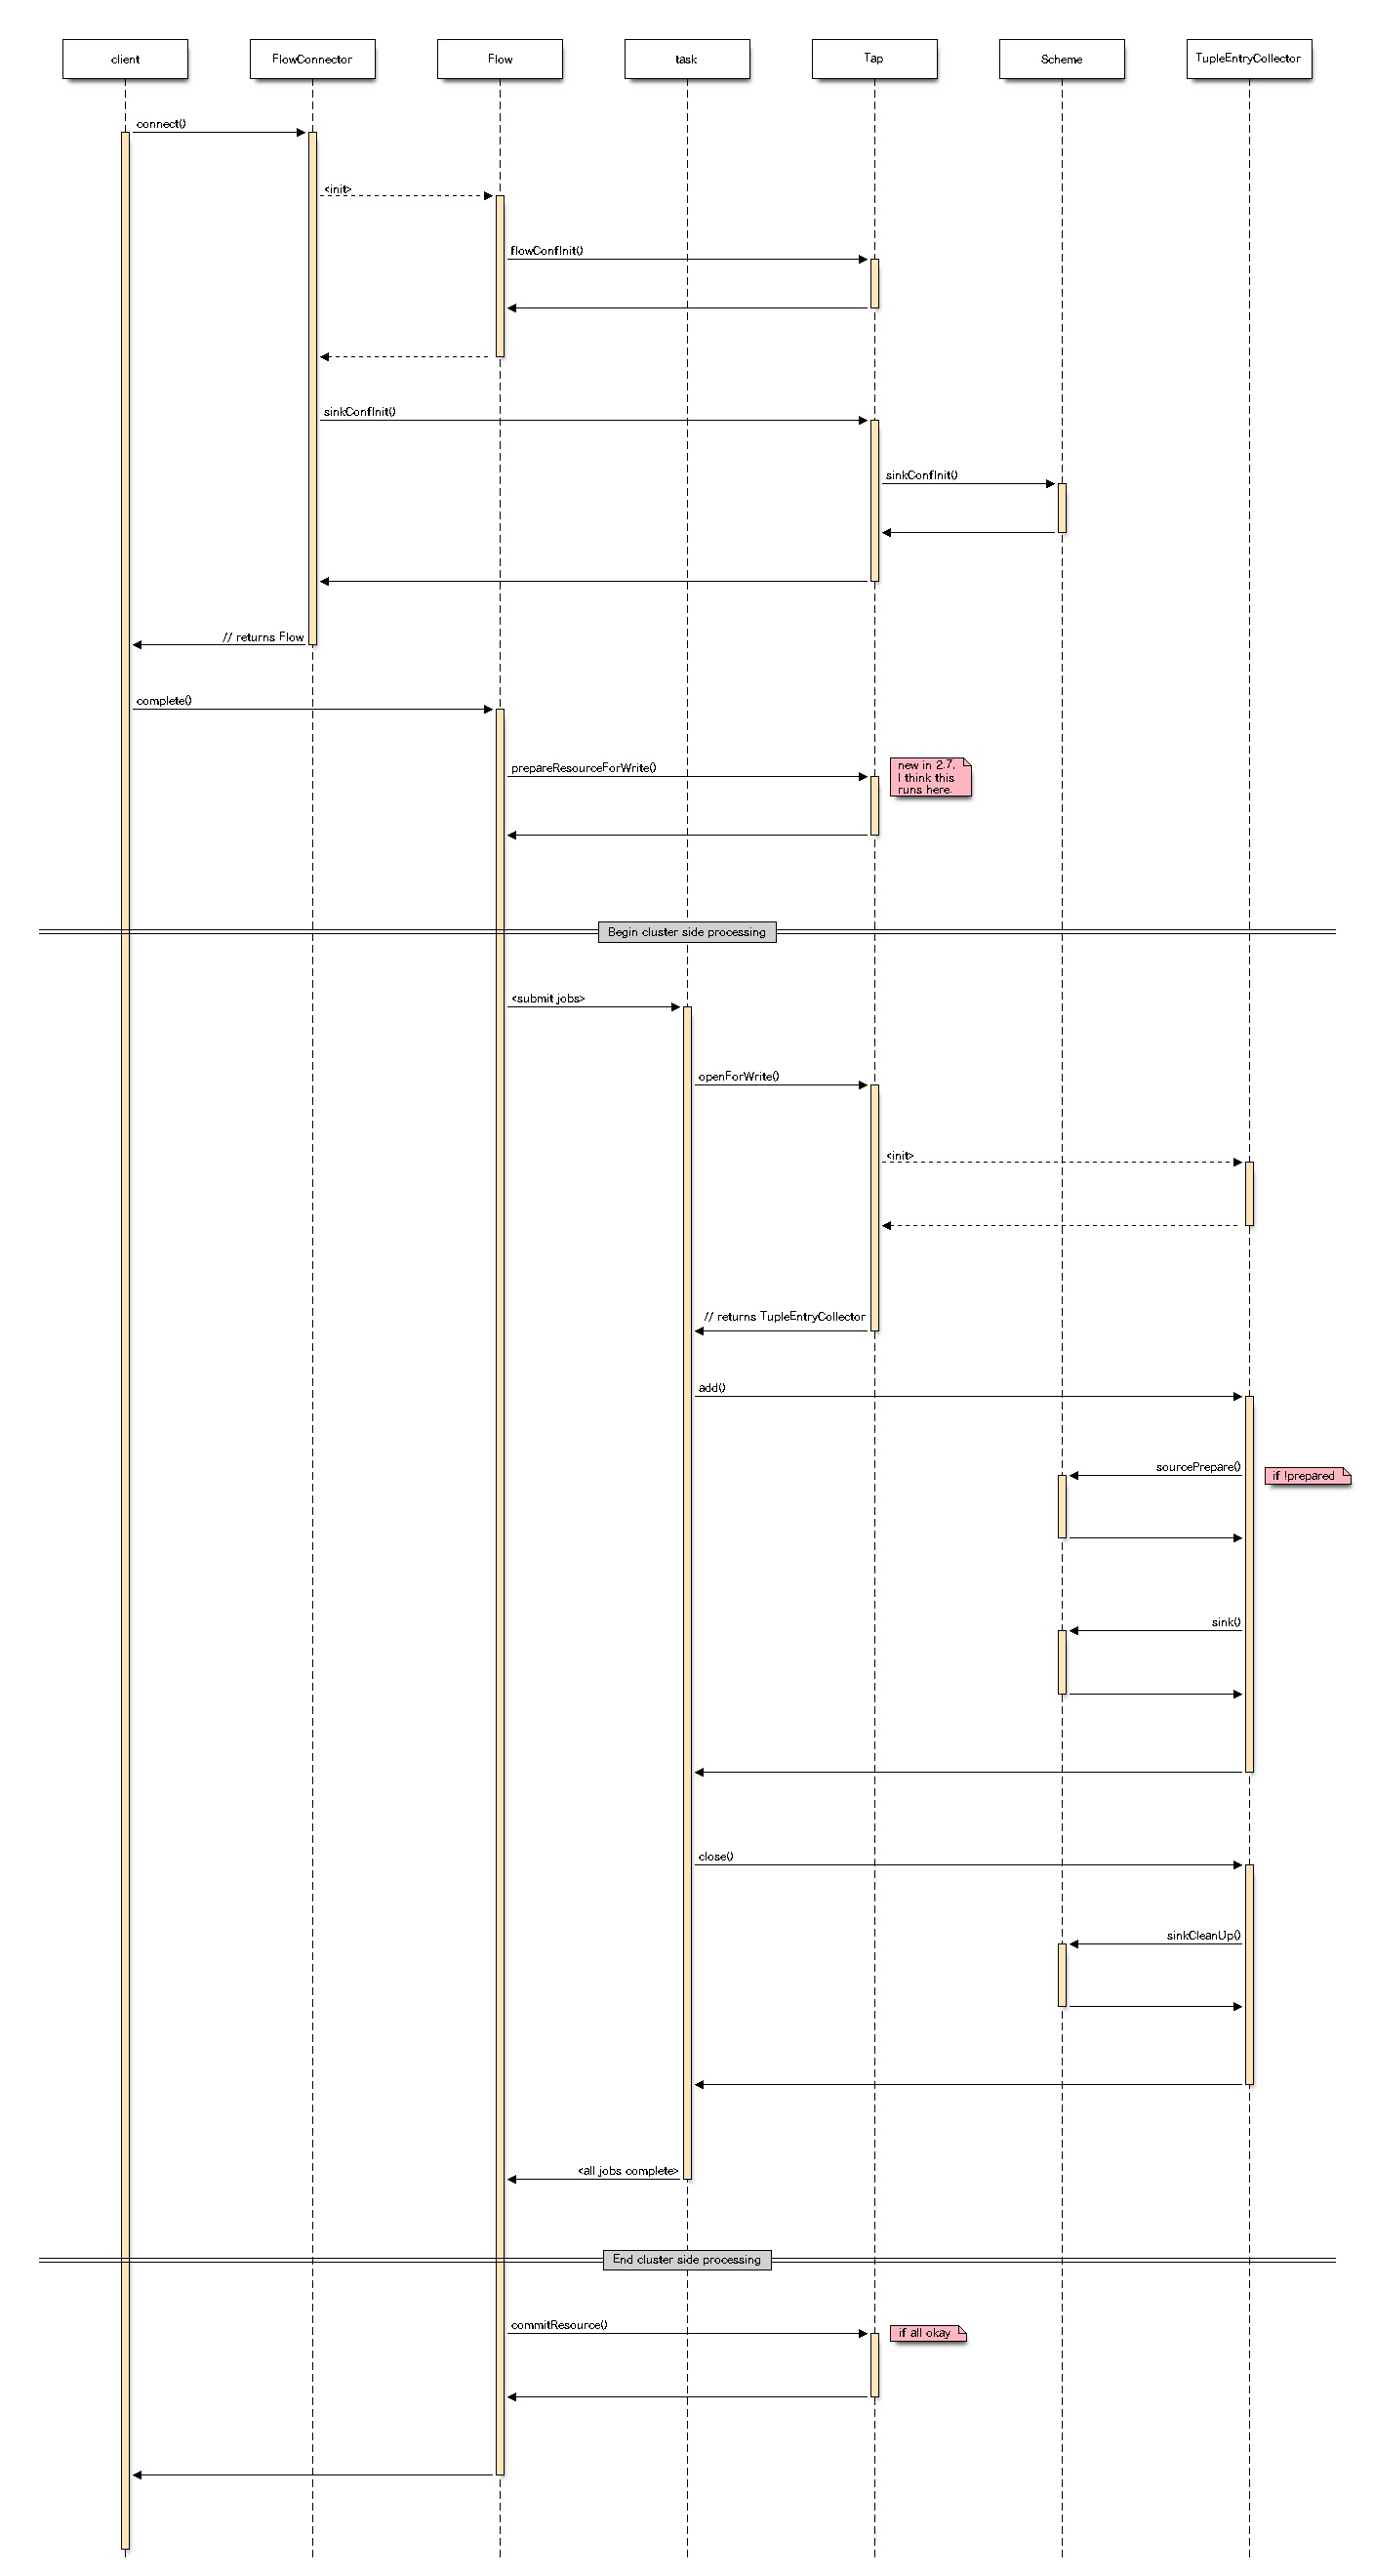 client
FlowConnector
Flow
task
Tap
Scheme
TupleEntryCollector
connect()
<init>
flowConfInit()
sinkConfInit()
sinkConfInit()
// returns Flow
complete()
prepareResourceForWrite()
new in 2.7.
I think this
runs here.
Begin cluster side processing
<submit jobs>
openForWrite()
<init>
// returns TupleEntryCollector
add()
sourcePrepare()
if !prepared
sink()
close()
sinkCleanUp()
<all jobs complete>
End cluster side processing
commitResource()
if all okay